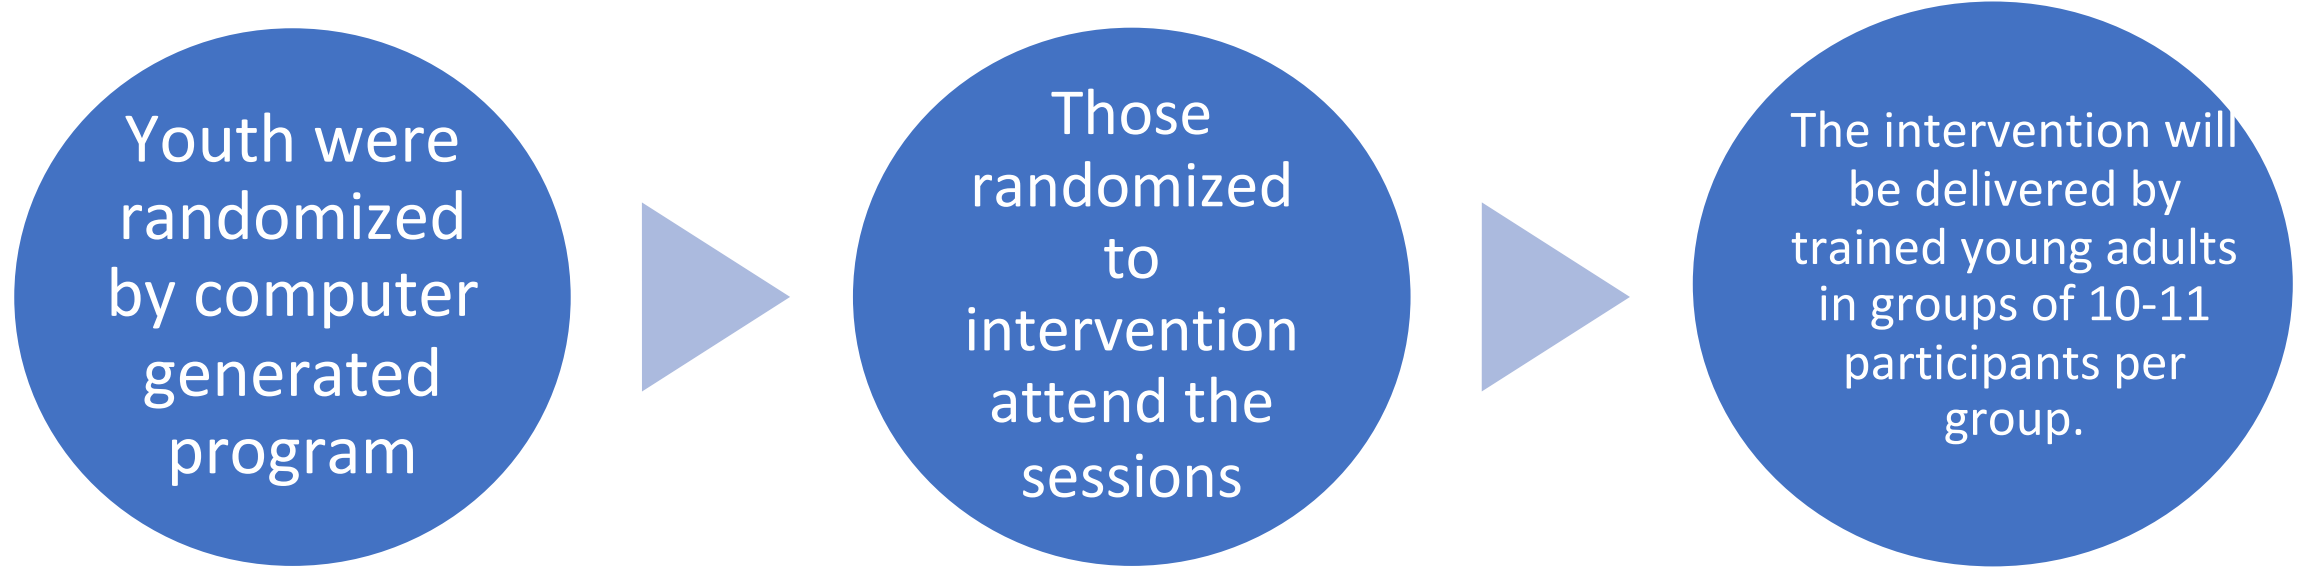 Youth were
randomized
by computer
generated
program
Those
randomized
to
intervention
attend the
sessions
The intervention will
be delivered by
trained young adults
in groups of 10-11
participants per
group.